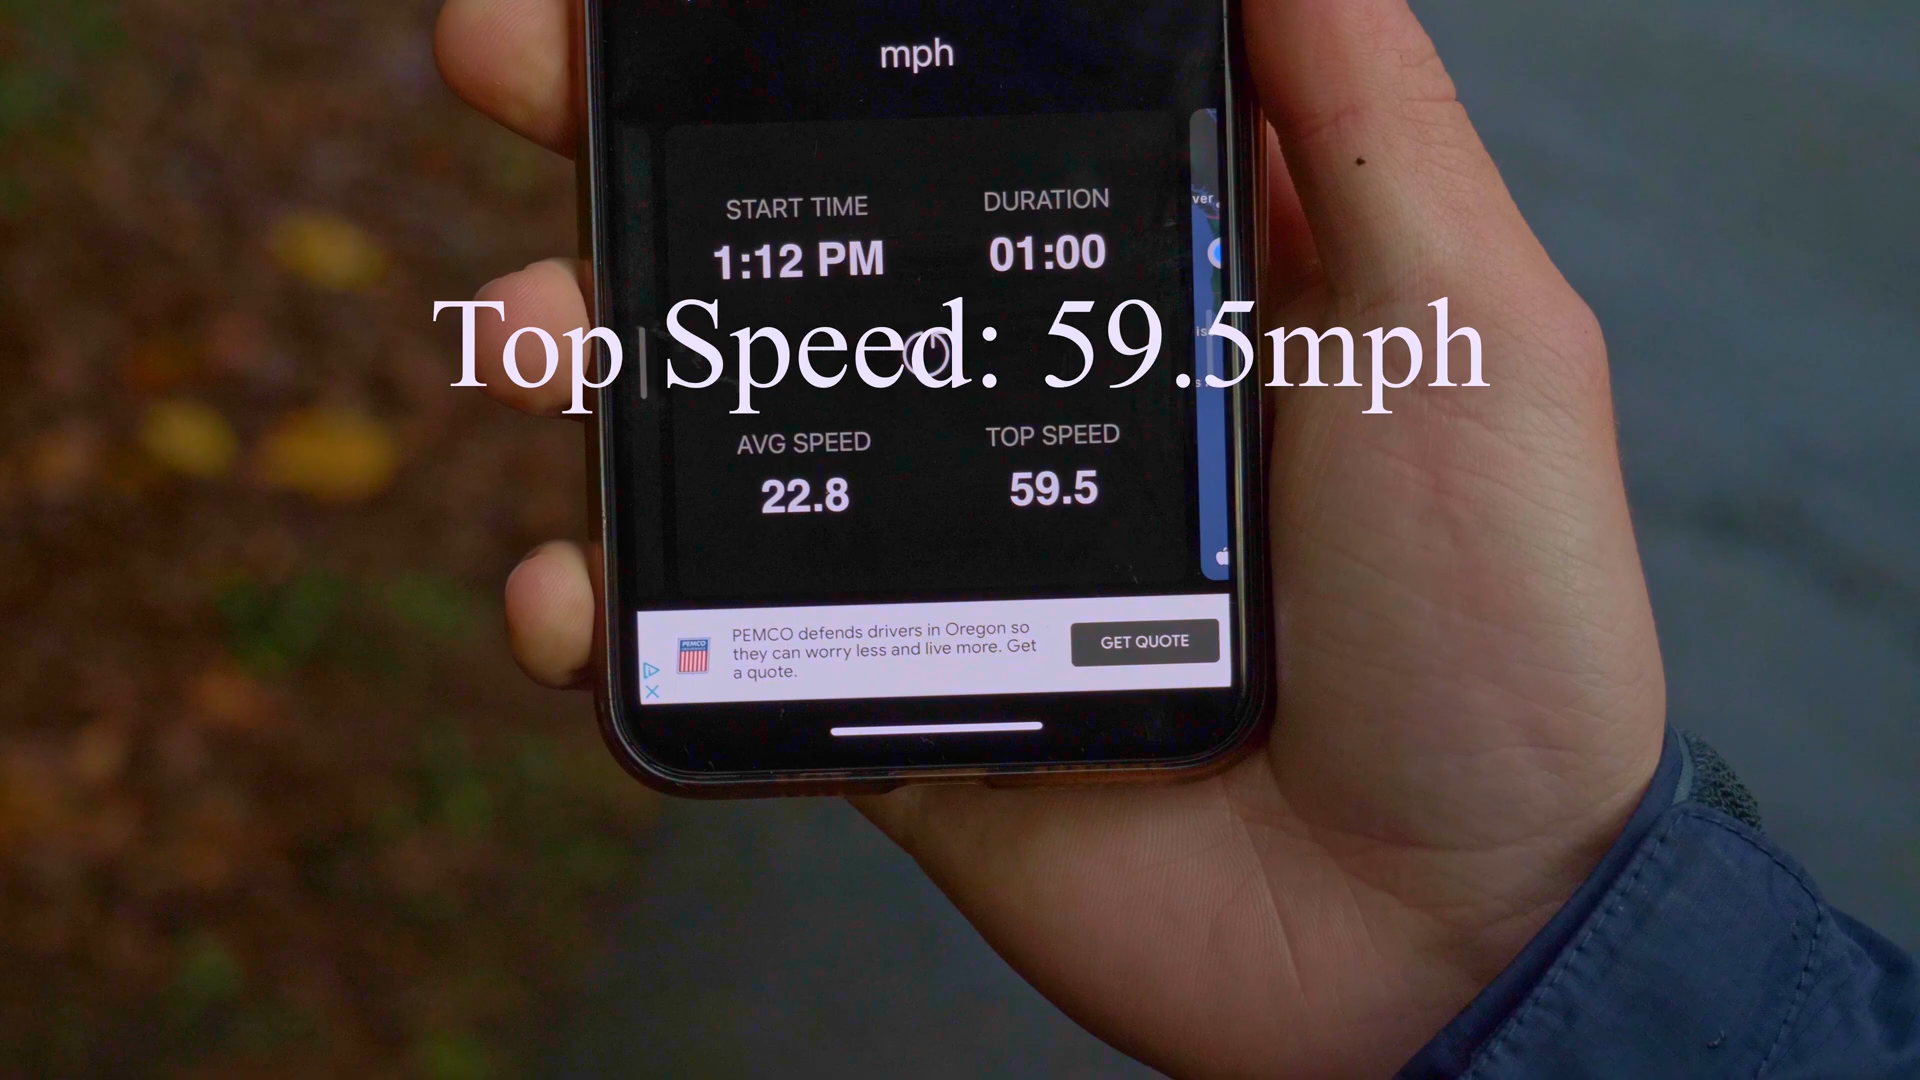 mph
START TIME
DURATION
1:12 PM
01:00
ver
Top Speed: 59.5mph
AVG SPEED
TOP SPEED
22.8
59.5
PEMCO
PEMCO defends drivers in Oregon so
they can worry less and live more. Get
a quote.
GET QUOTE